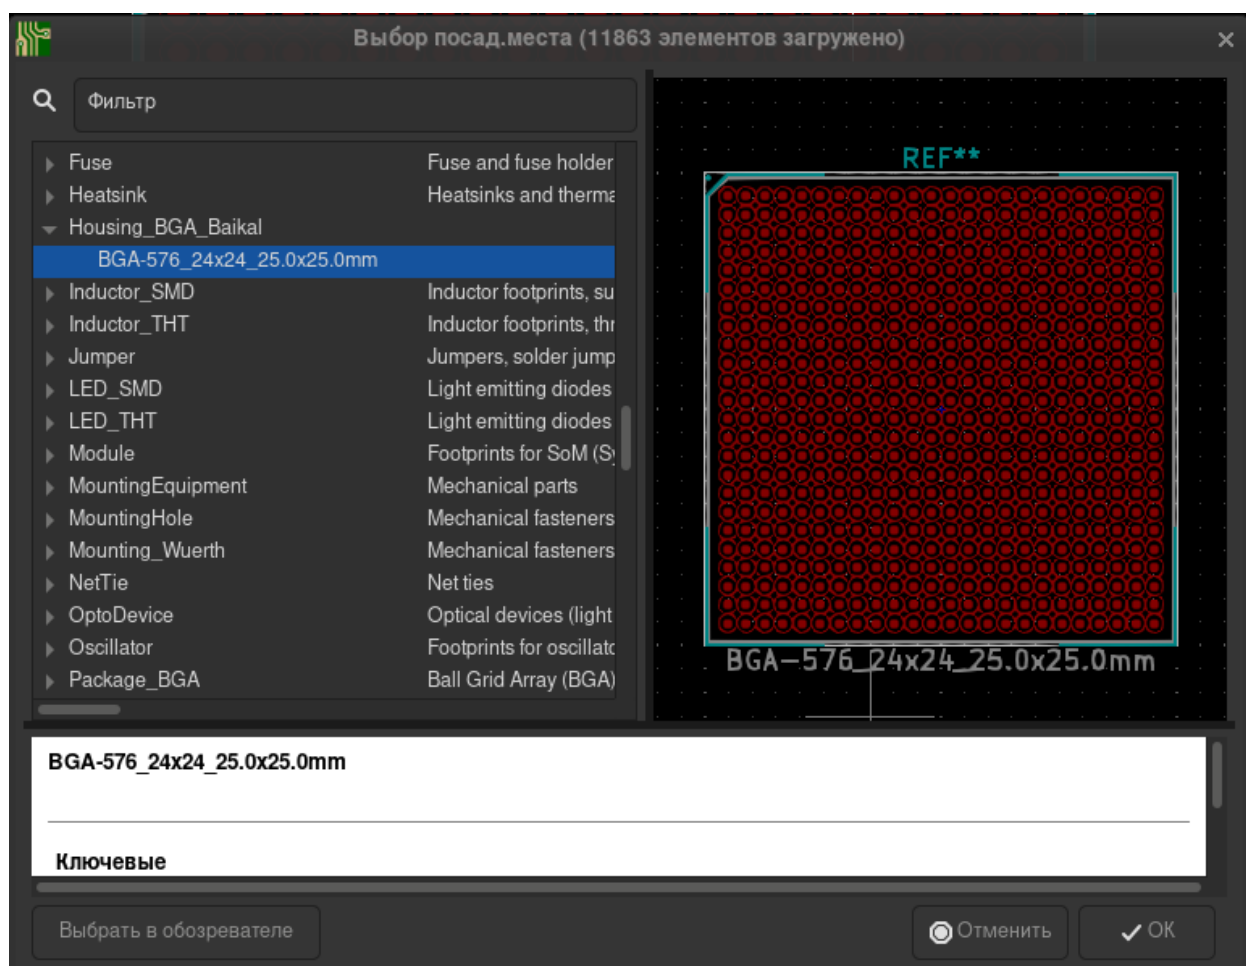 Выбор посад.места (11863 элементов загружено)
Фильтр
Fuse Fuse and fuse holder
Heatsink Heatsinks and therma
Housing_BGA_Baikal
BGA-576_24x24_25.0x25.0mm
Inductor_SMD Inductor footprints, su
Inductor_THT Inductor footprints, thr
Jumper Jumpers, solder jump
LED_SMD Light emitting diodes
LED_THT Light emitting diodes
Module Footprints for SoM (Sy
MountingEquipment Mechanical parts
MountingHole Mechanical fasteners
Mounting_Wuerth Mechanical fasteners
NetTie Net ties
OptoDevice Optical devices (light
Oscillator Footprints for oscillato
Package_BGA Ball Grid Array (BGA)
REF**
BGA-576_24x24_25.0x25.0mm
BGA-576_24x24_25.0x25.0mm
Ключевые
Выбрать в обозревателе
Отменить
OK